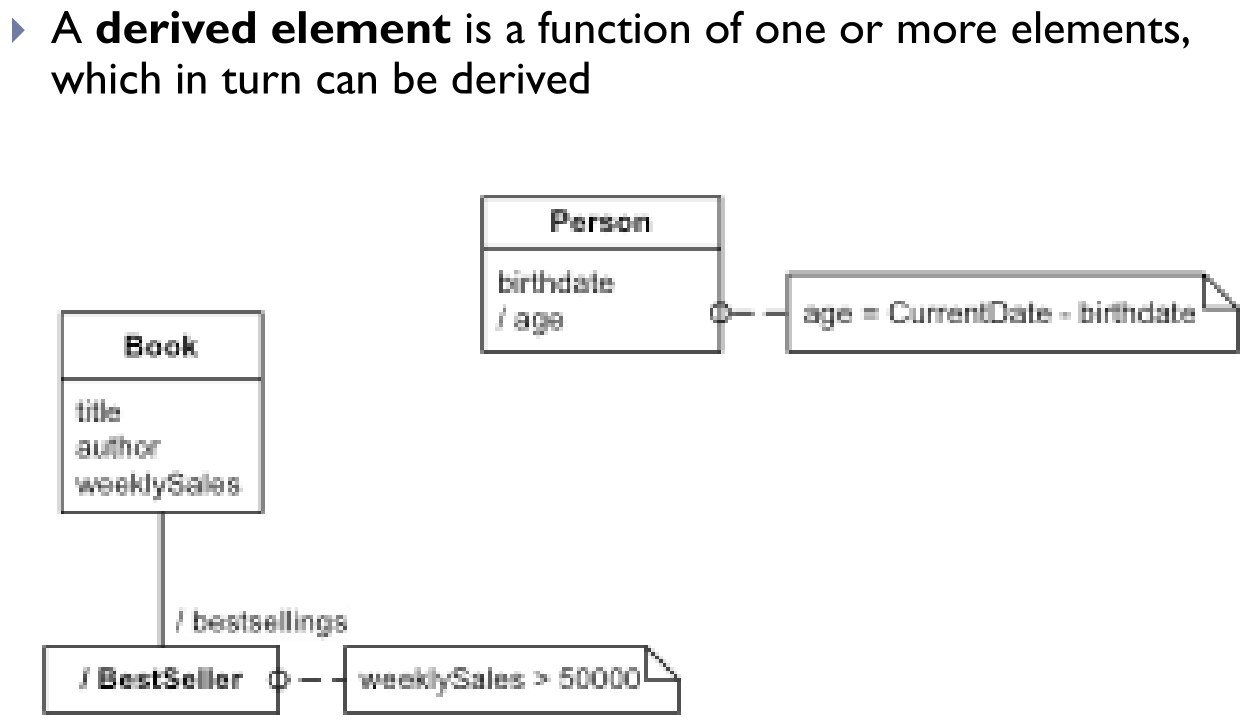 A derived element is a function of one or more elements,
which in turn can be derived
Person
birthdate
/ age
age = CurrentDate - birthdate
Book
title
author
weeklySales
/ bestsellings
/ BestSeller
weeklySales > 50000